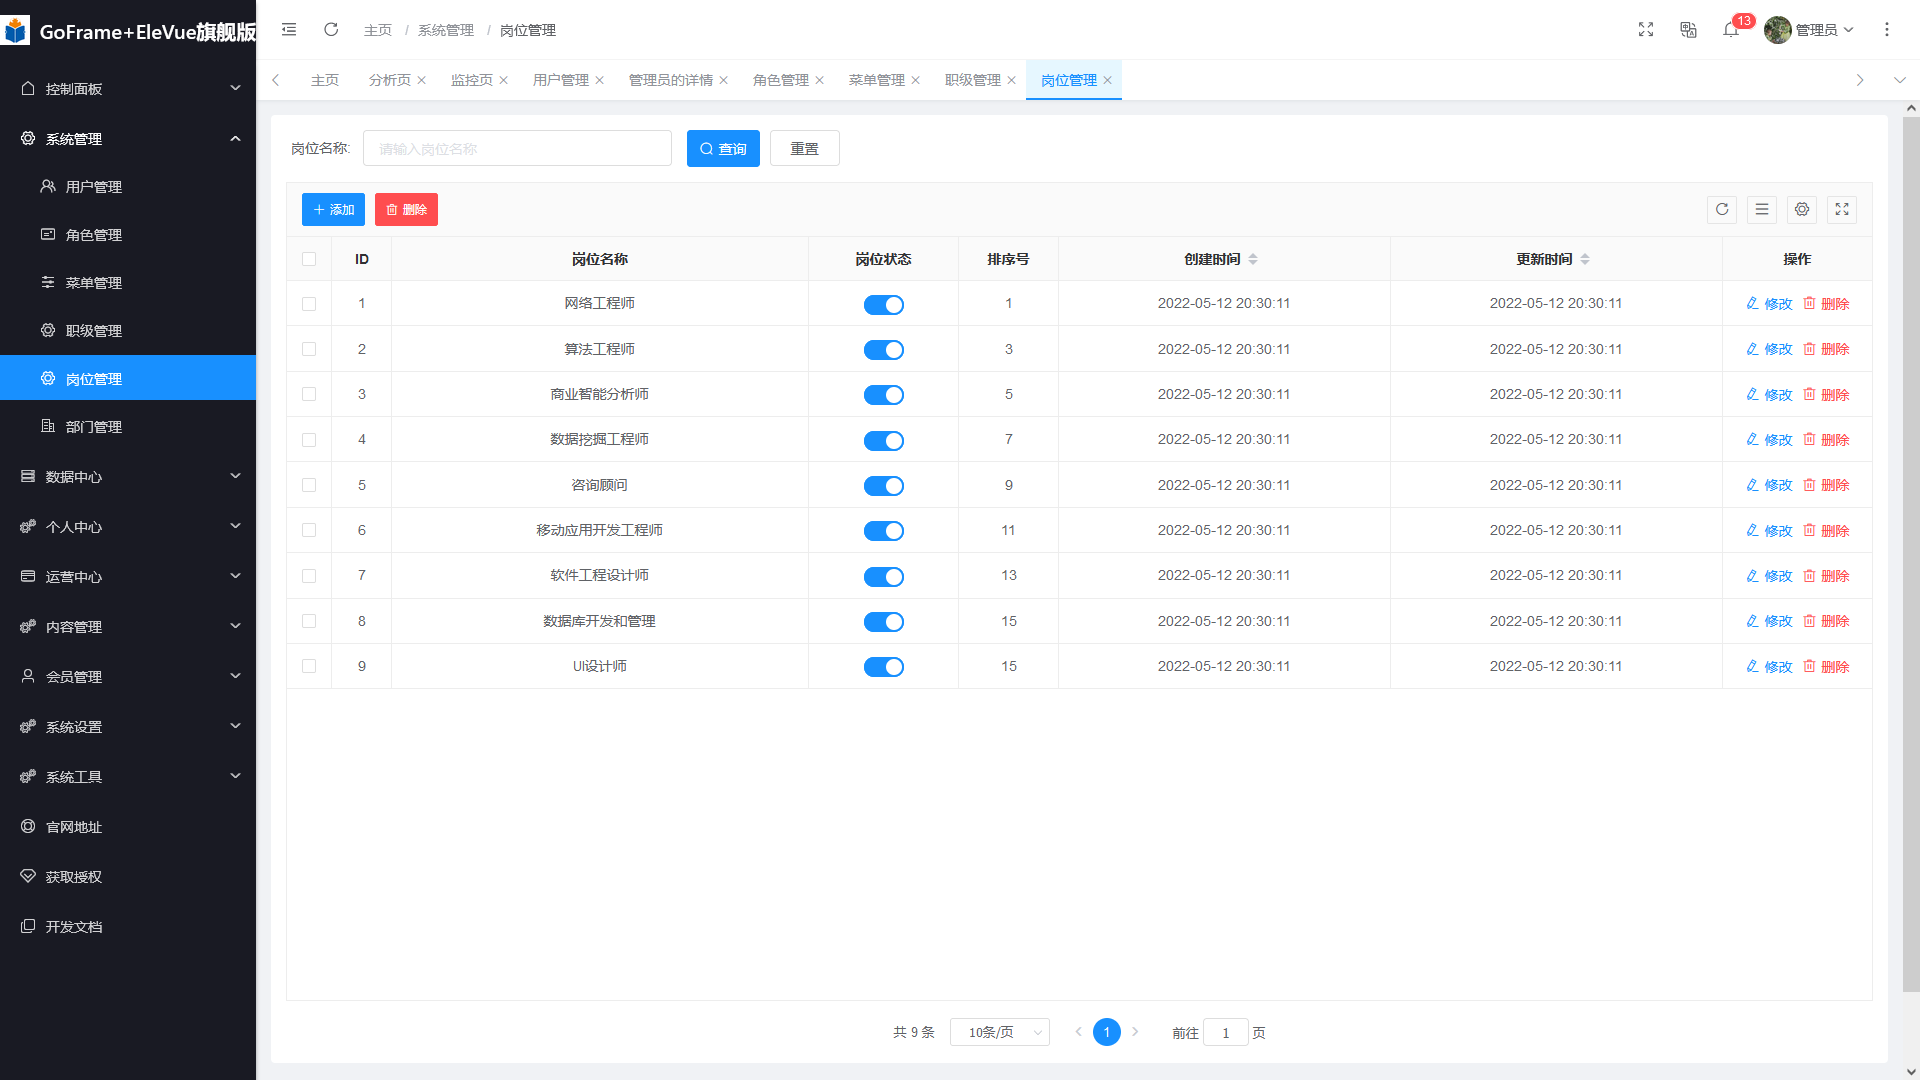 GoFrame+EleVue旗舰版
控制面板
系统管理
用户管理
角色管理
菜单管理
职级管理
岗位管理
部门管理
数据中心
个人中心
运营中心
内容管理
会员管理
系统设置
系统工具
官网地址
获取授权
开发文档
主页 / 系统管理 / 岗位管理
13
管理员
主页 分析页 监控页 用户管理 管理员的详情 角色管理 菜单管理 职级管理 岗位管理
岗位名称: 请输入岗位名称 查询 重置
添加 删除
ID 岗位名称 岗位状态 排序号 创建时间 更新时间 操作
1 网络工程师 1 2022-05-12 20:30:11 2022-05-12 20:30:11 修改 删除
2 算法工程师 3 2022-05-12 20:30:11 2022-05-12 20:30:11 修改 删除
3 商业智能分析师 5 2022-05-12 20:30:11 2022-05-12 20:30:11 修改 删除
4 数据挖掘工程师 7 2022-05-12 20:30:11 2022-05-12 20:30:11 修改 删除
5 咨询顾问 9 2022-05-12 20:30:11 2022-05-12 20:30:11 修改 删除
6 移动应用开发工程师 11 2022-05-12 20:30:11 2022-05-12 20:30:11 修改 删除
7 软件工程设计师 13 2022-05-12 20:30:11 2022-05-12 20:30:11 修改 删除
8 数据库开发和管理 15 2022-05-12 20:30:11 2022-05-12 20:30:11 修改 删除
9 UI设计师 15 2022-05-12 20:30:11 2022-05-12 20:30:11 修改 删除
共 9 条 10条/页 1 前往 1 页